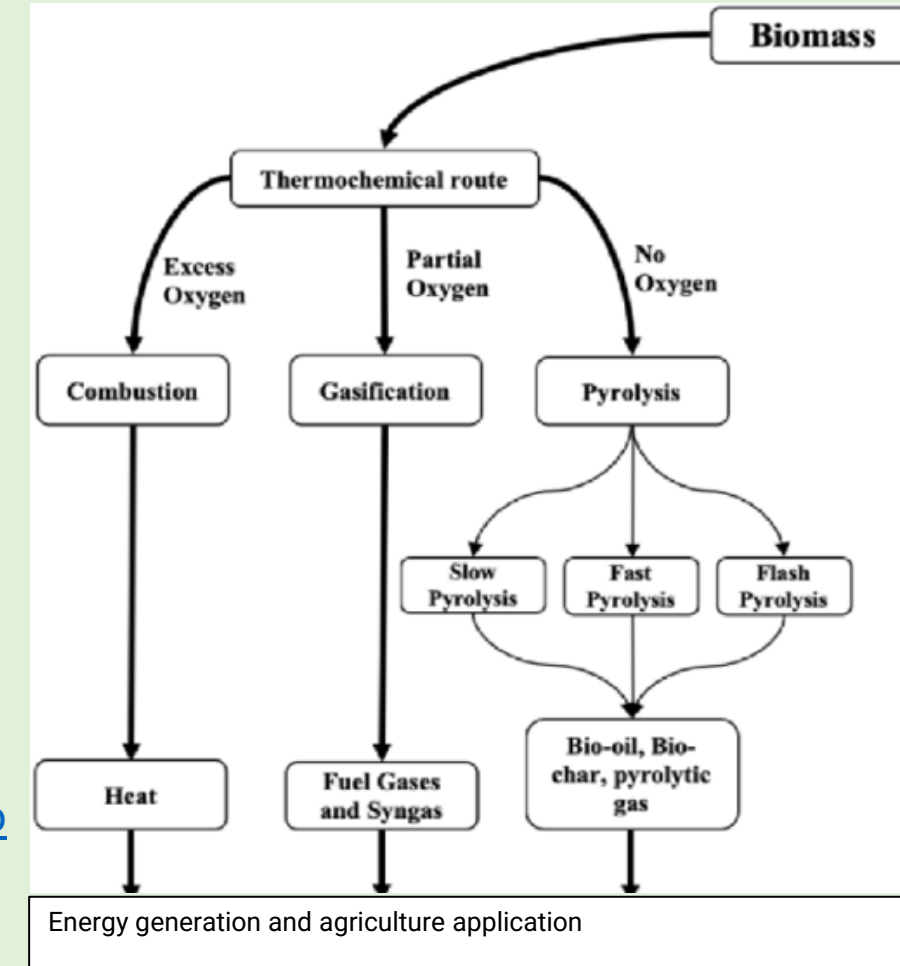 Biomass
Thermochemical route
Excess
Oxygen
Partial
Oxygen
No
Oxygen
Combustion
Gasification
Pyrolysis
Slow
Pyrolysis
Fast
Pyrolysis
Flash
Pyrolysis
Heat
Fuel Gases
and Syngas
Bio-oil, Bio-
char, pyrolytic
gas
Energy generation and agriculture application